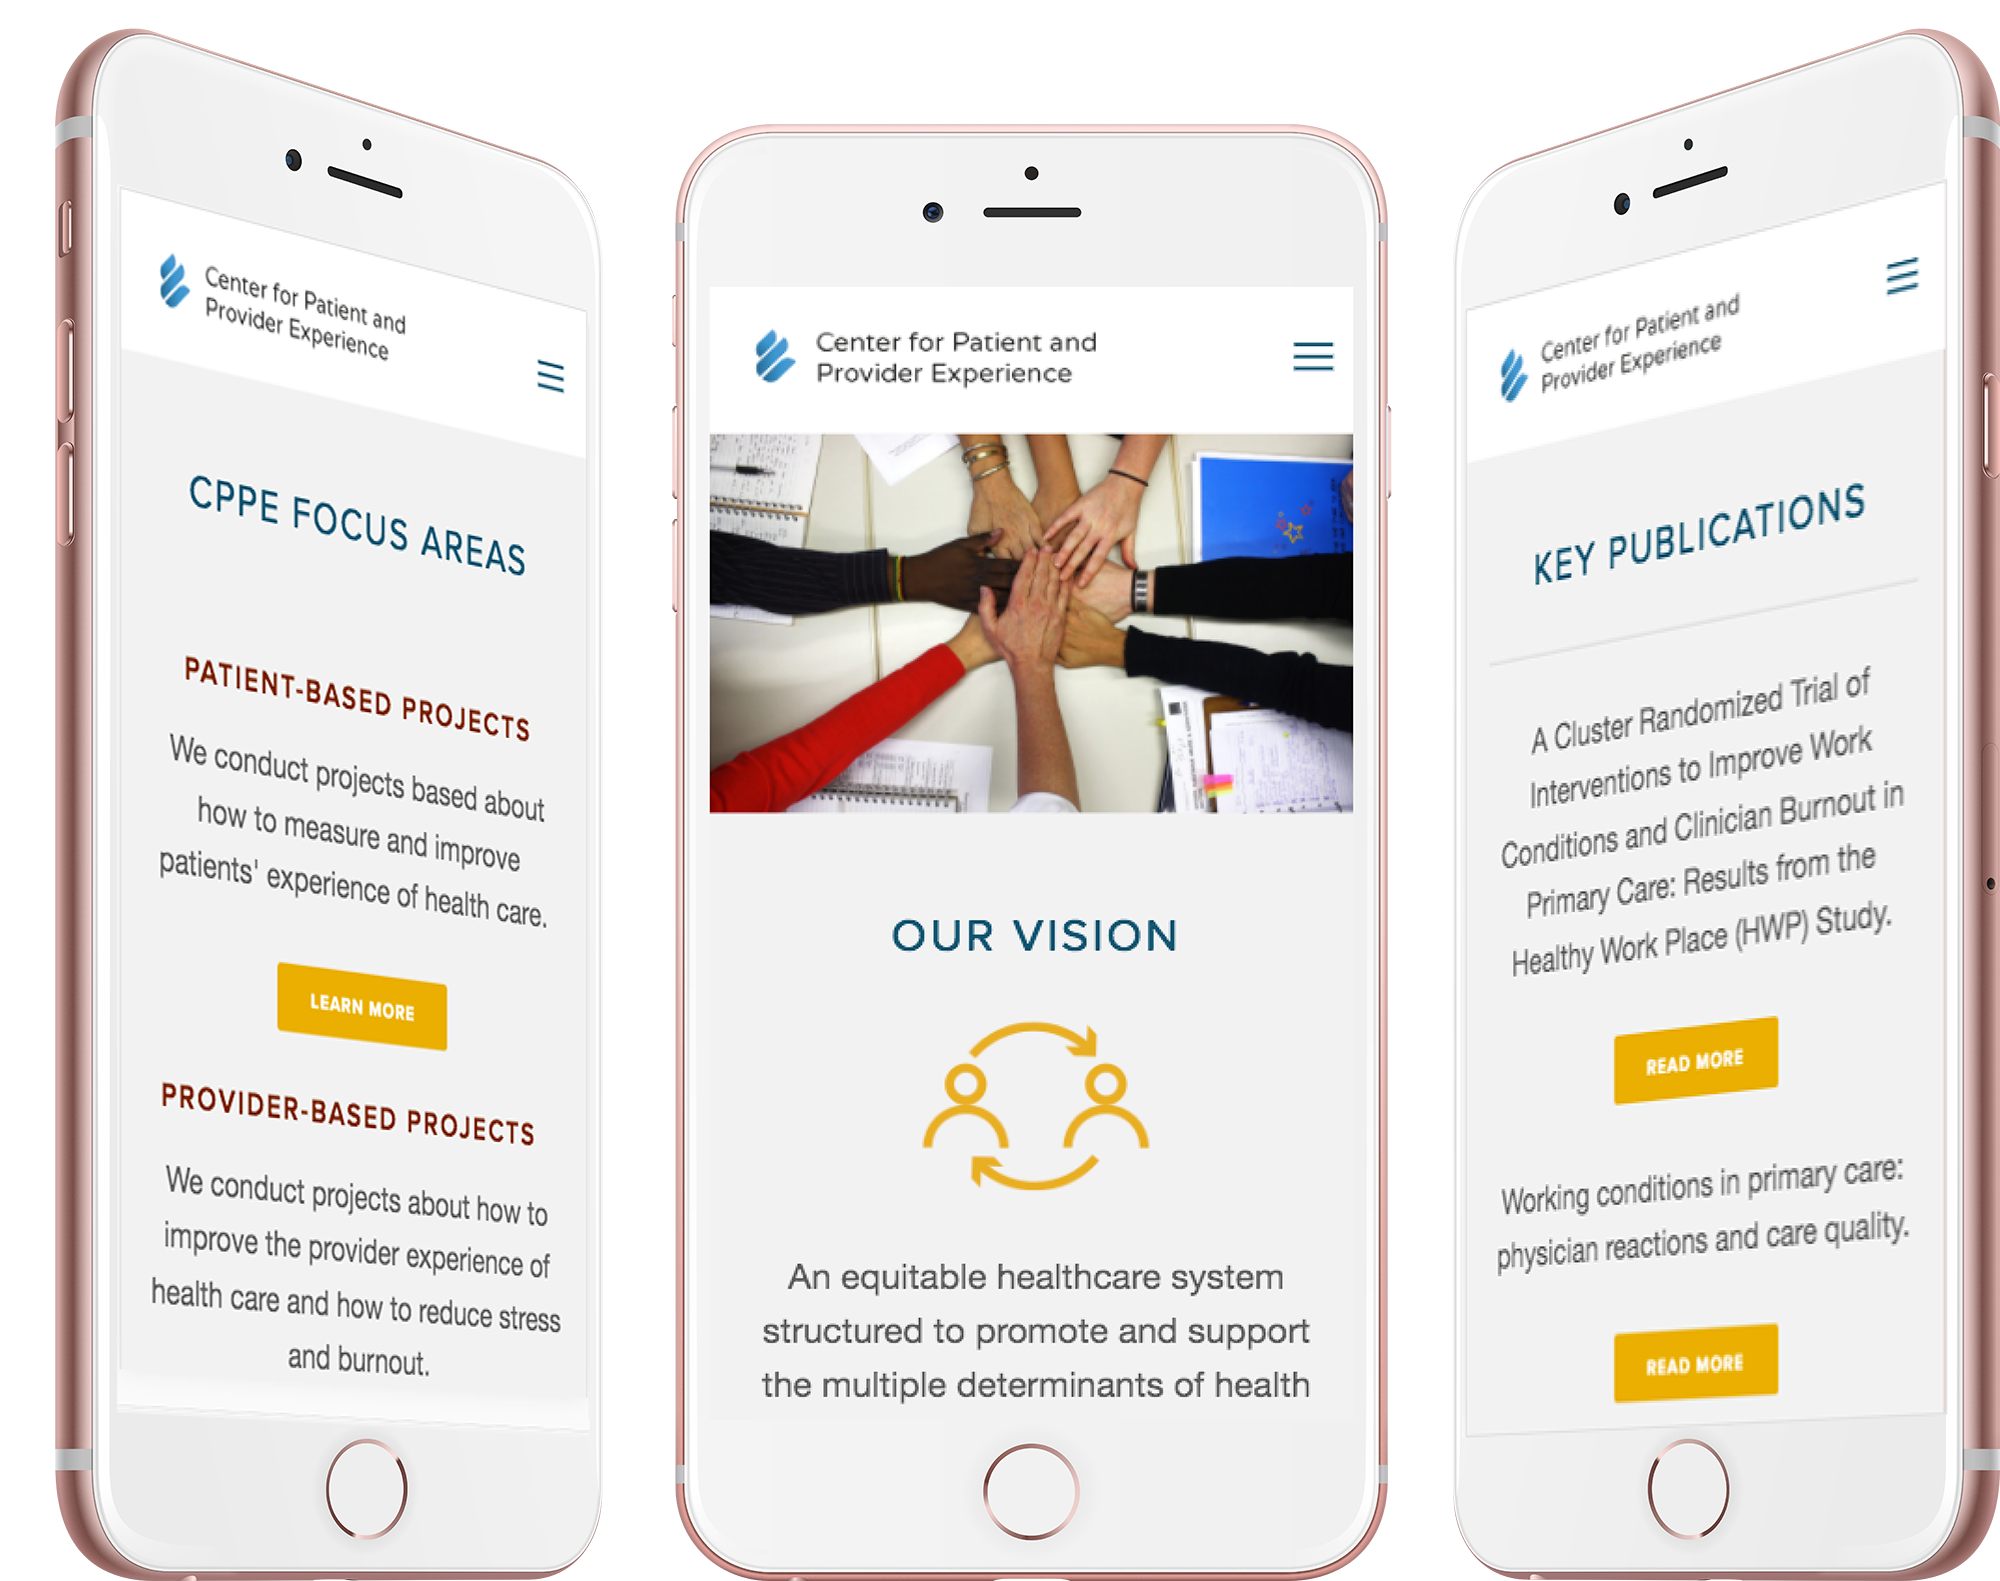 Center for Patient and
Provider Experience
CPPE FOCUS AREAS
PATIENT-BASED PROJECTS
We conduct projects based about
how to measure and improve
patients' experience of health care.
LEARN MORE
PROVIDER-BASED PROJECTS
We conduct projects about how to
improve the provider experience of
health care and how to reduce stress
and burnout.
Center for Patient and
Provider Experience
OUR VISION
An equitable healthcare system
structured to promote and support
the multiple determinants of health
Center for Patient and
Provider Experience
KEY PUBLICATIONS
A Cluster Randomized Trial of
Interventions to Improve Work
Conditions and Clinician Burnout in
Primary Care: Results from the
Healthy Work Place (HWP) Study.
READ MORE
Working conditions in primary care:
physician reactions and care quality.
READ MORE